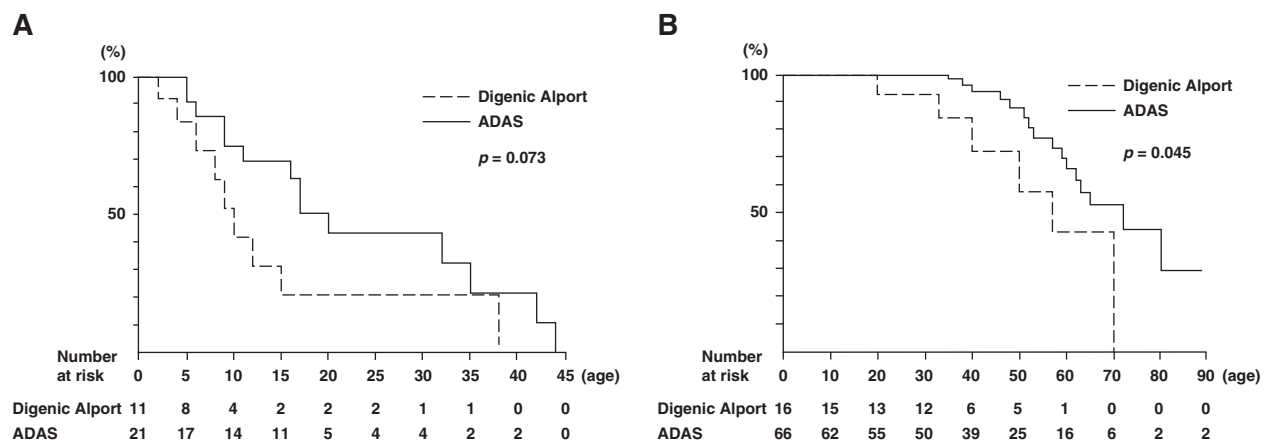 A
(%)
100
50
Digenic Alport
ADAS
p = 0.073
Number
at risk 0 5 10 15 20 25 30 35 40 45 (age)
Digenic Alport 11 8 4 2 2 2 1 1 0 0
ADAS 21 17 14 11 5 4 4 2 2 0
B
(%)
100
50
Digenic Alport
ADAS
p = 0.045
Number
at risk 0 10 20 30 40 50 60 70 80 90 (age)
Digenic Alport 16 15 13 12 6 5 1 0 0 0
ADAS 66 62 55 50 39 25 16 6 2 2